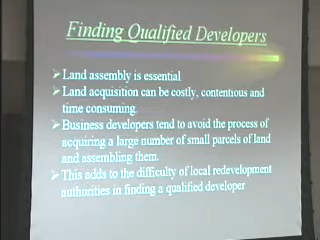 Finding Qualified Developers
Land assembly is essential
Land acquisition can be costly, contentious and
time consuming.
Business developers tend to avoid the process of
acquiring a large number of small parcels of land
and assembling them.
This adds to the difficulty of local redevelopment
authorities in finding a qualified developer